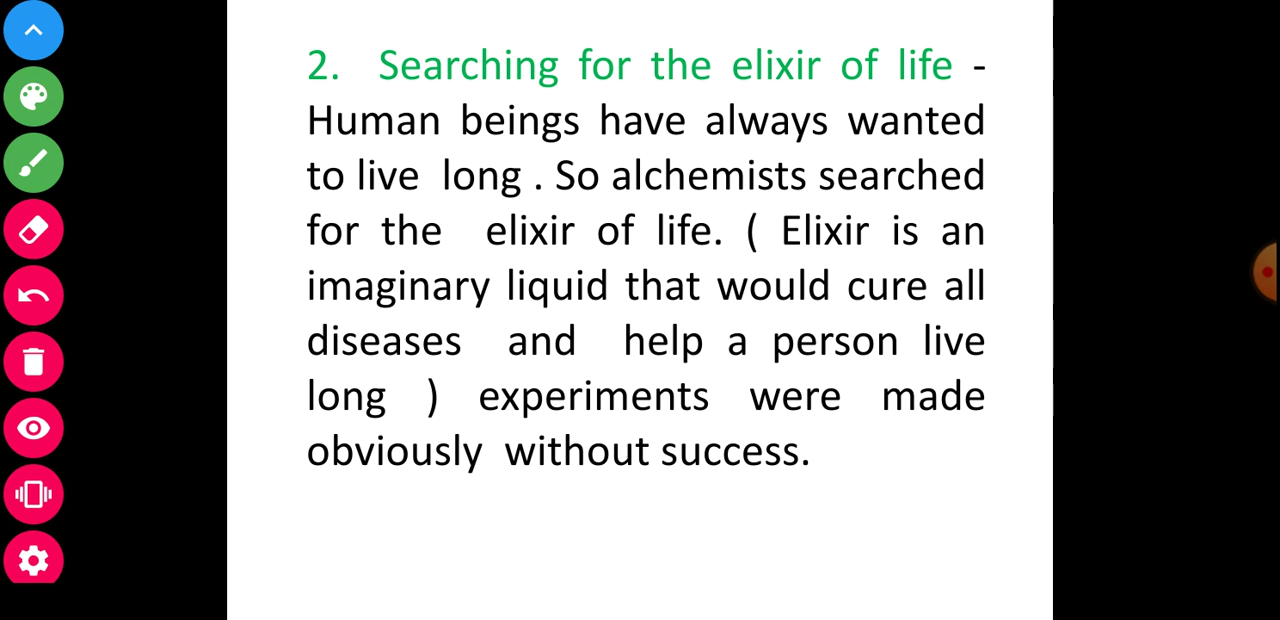 2. Searching for the elixir of life -
Human beings have always wanted
to live long . So alchemists searched
for the elixir of life. ( Elixir is an
imaginary liquid that would cure all
diseases and help a person live
long ) experiments were made
obviously without success.